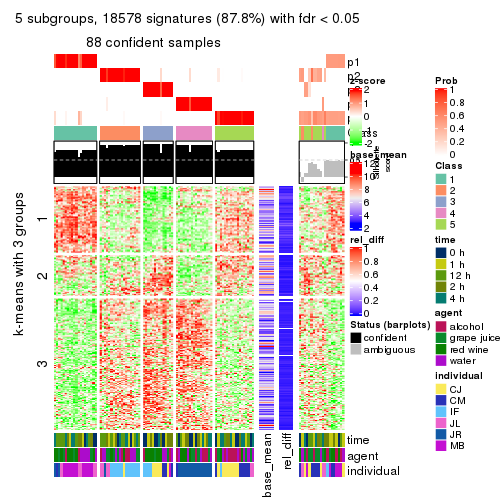 5 subgroups, 18578 signatures (87.8%) with fdr < 0.05
88 confident samples
p1
p2
z-score
2
1
0
-1
-2
Class
Silhouette
score
base_mean
12
10
8
6
4
2
rel_diff
1
0.8
0.6
0.4
0.2
0
Status (barplots)
confident
ambiguous
k-means with 3 groups
1
2
3
time
agent
individual
base_mean
rel_diff
Prob
1
0.8
0.6
0.4
0.2
0
Class
1
2
3
4
5
time
0 h
1 h
12 h
2 h
4 h
agent
alcohol
grape juice
red wine
water
individual
CJ
CM
IF
JL
JR
MB